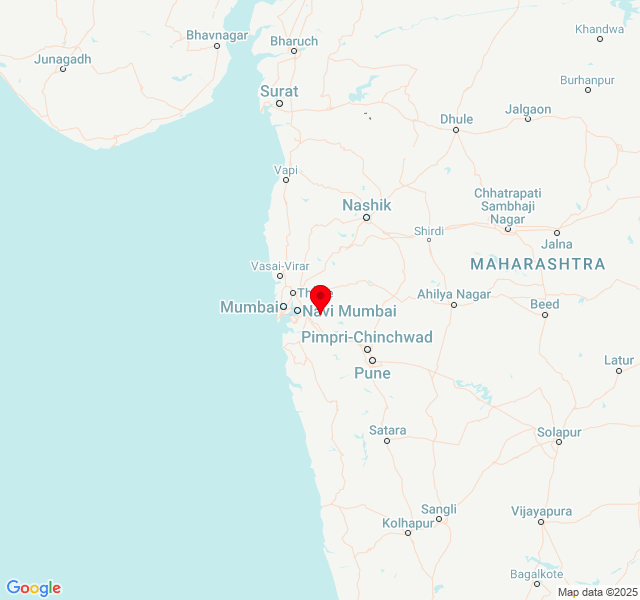 Khandwa
Bhavnagar
Bharuch
Junagadh
Burhanpur
Surat
Jalgaon
Dhule
Vapi
Chhatrapati
Sambhaji
Nagar
Nashik
Shirdi
Jalna
Vasai-Virar
MAHARASHTRA
Ahilya Nagar
Mumbai
Navi Mumbai
Beed
Pimpri-Chinchwad
Latur
Pune
Satara
Solapur
Sangli
Vijayapura
Kolhapur
Bagalkote
Google
Map data ©2025